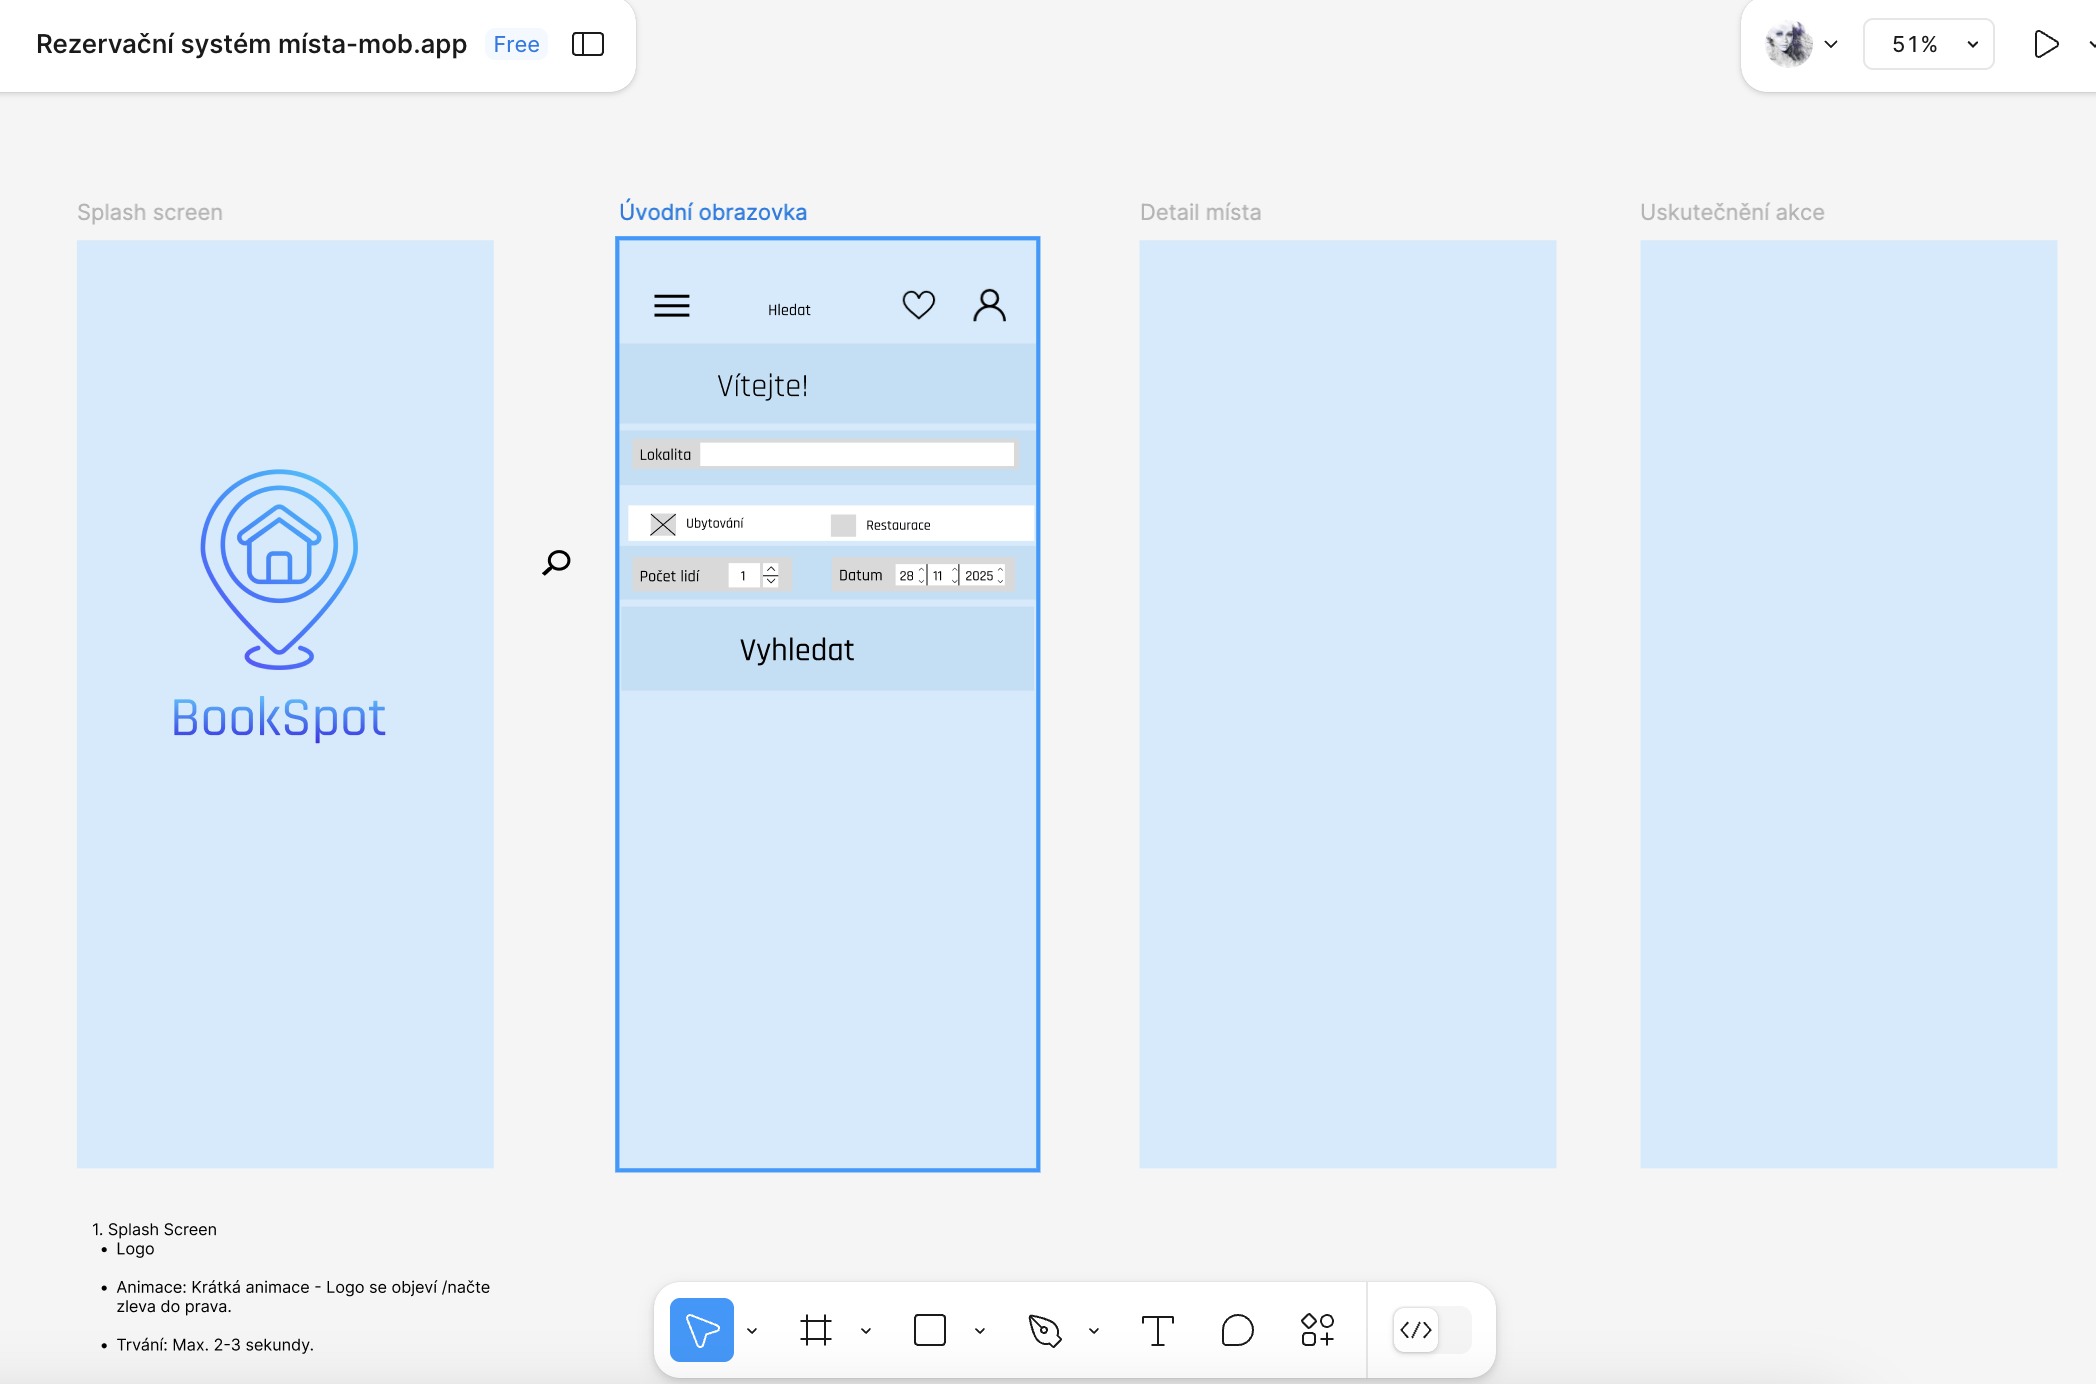 Rezervační systém místa-mob.app Free
51%
Splash screen
Úvodní obrazovka
Detail místa
Uskutečnění akce
BookSpot
Hledat
Vítejte!
Lokalita
Ubytování
Restaurace
Počet lidí 1
Datum 28 11 2025
Vyhledat
1. Splash Screen
• Logo
• Animace: Krátká animace - Logo se objeví /načte
zleva do prava.
• Trvání: Max. 2-3 sekundy.